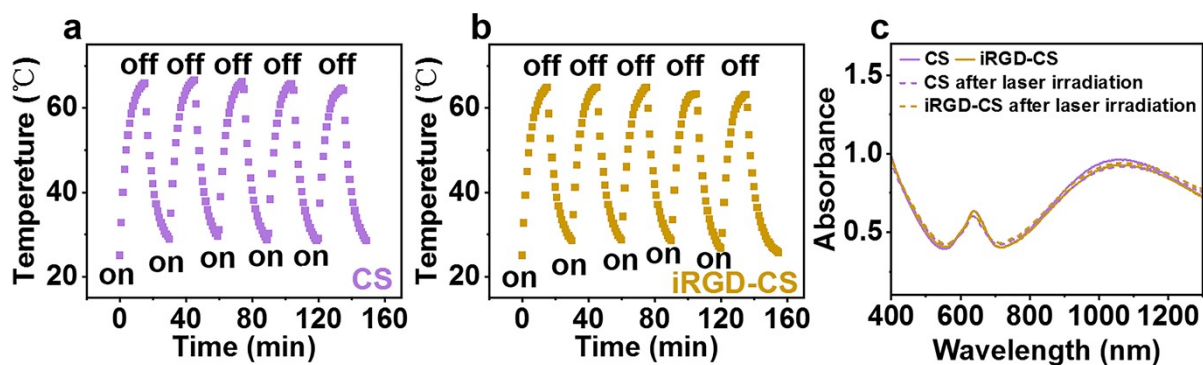 a
off off off off off
60
40
20
on on on on on
CS
0 40 80 120 160
Tempereture (℃)
Time (min)
b
off off off off off
60
40
20
on on on on on
iRGD-CS
0 40 80 120 160
Tempereture (℃)
Time (min)
c
CS iRGD-CS
CS after laser irradiation
iRGD-CS after laser irradiation
1.5
1.0
0.5
400 600 800 1000 1200
Absorbance
Wavelength (nm)